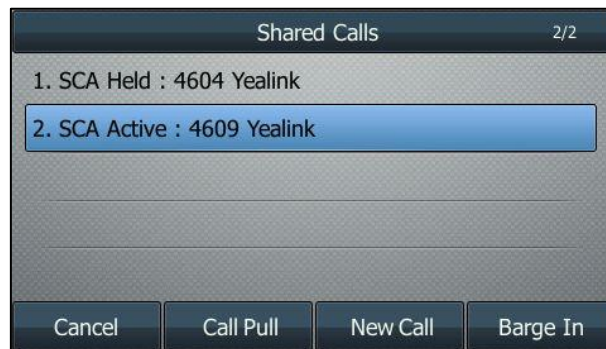 Shared Calls 2/2
1. SCA Held : 4604 Yealink
2. SCA Active : 4609 Yealink
Cancel Call Pull New Call Barge In